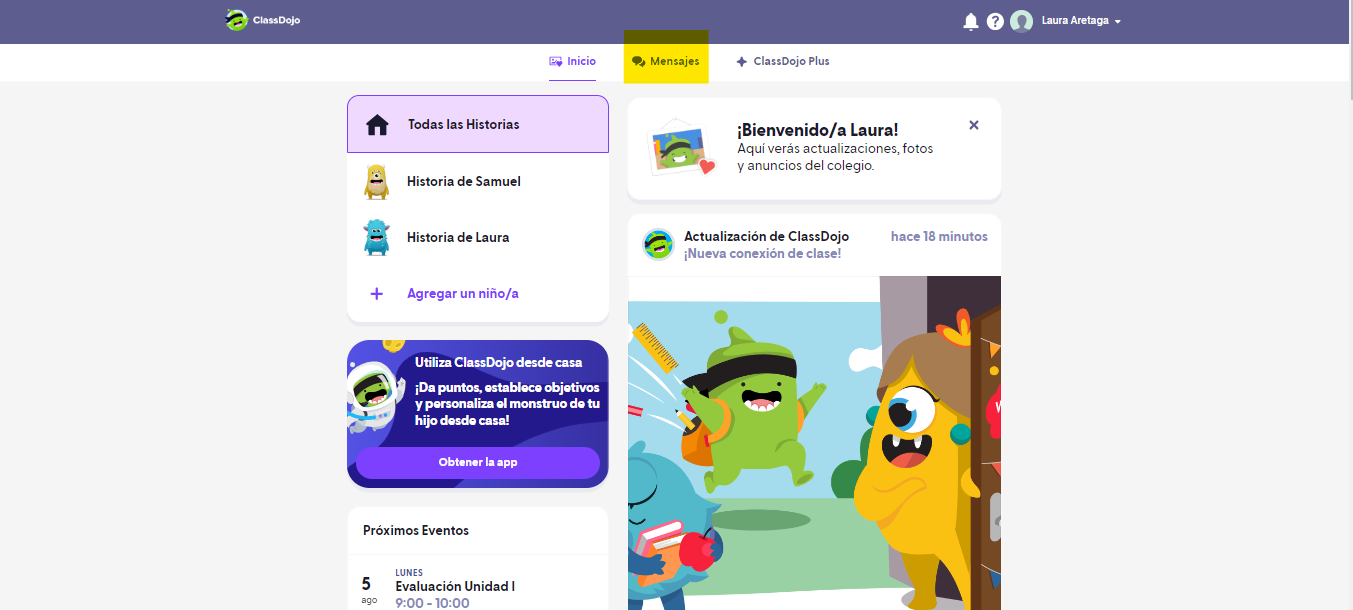 ClassDojo
Laura Aretaga
Inicio
Mensajes
ClassDojo Plus
Todas las Historias
Historia de Samuel
Historia de Laura
+ Agregar un niño/a
Utiliza ClassDojo desde casa
¡Da puntos, establece objetivos
y personaliza el monstruo de tu
hijo desde casa!
Obtener la app
Próximos Eventos
5
ago
LUNES
Evaluación Unidad I
9:00 - 10:00
¡Bienvenido/a Laura!
Aquí verás actualizaciones, fotos
y anuncios del colegio.
Actualización de ClassDojo
hace 18 minutos
¡Nueva conexión de clase!